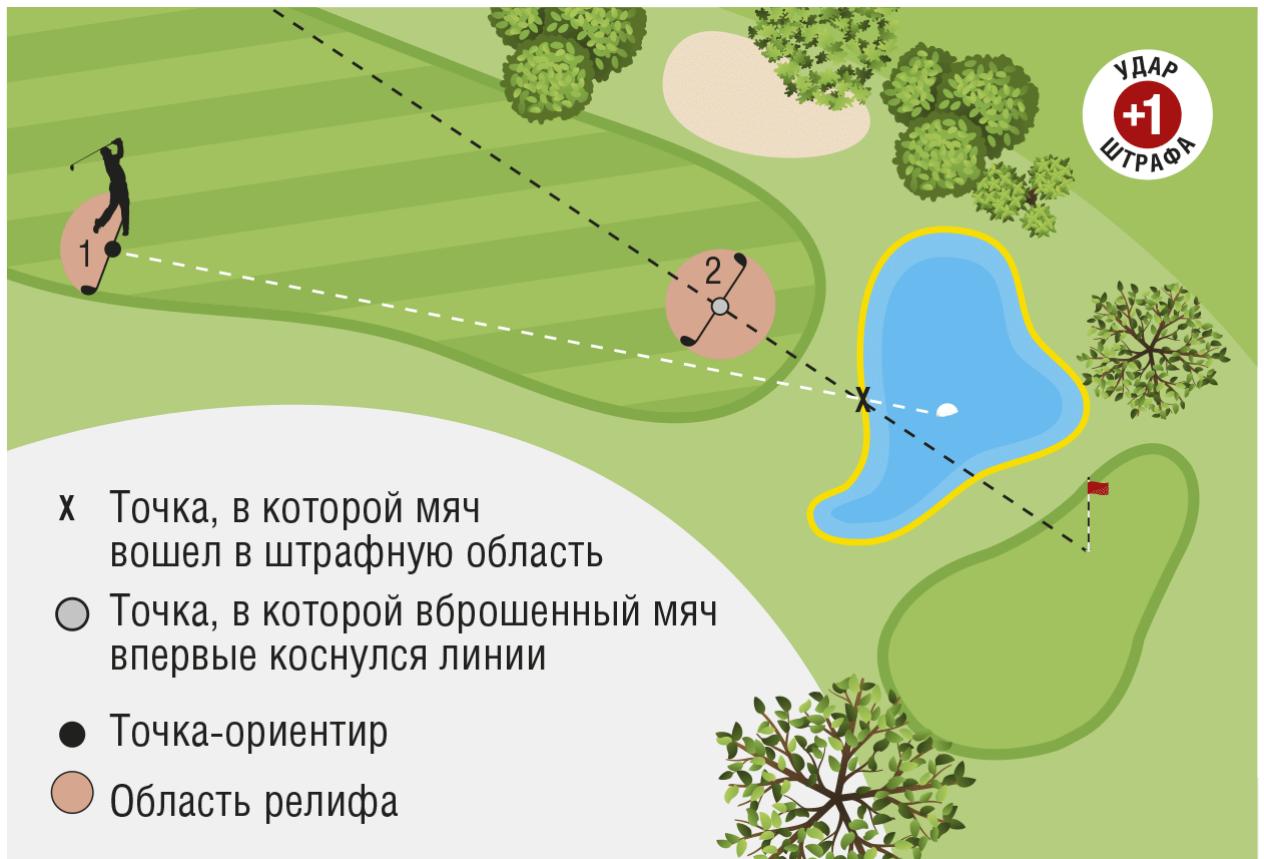 УДАР
+1
ШТРАФА
1
2
X
X Точка, в которой мяч
вошел в штрафную область
Точка, в которой вброшенный мяч
впервые коснулся линии
Точка-ориентир
Область релифа